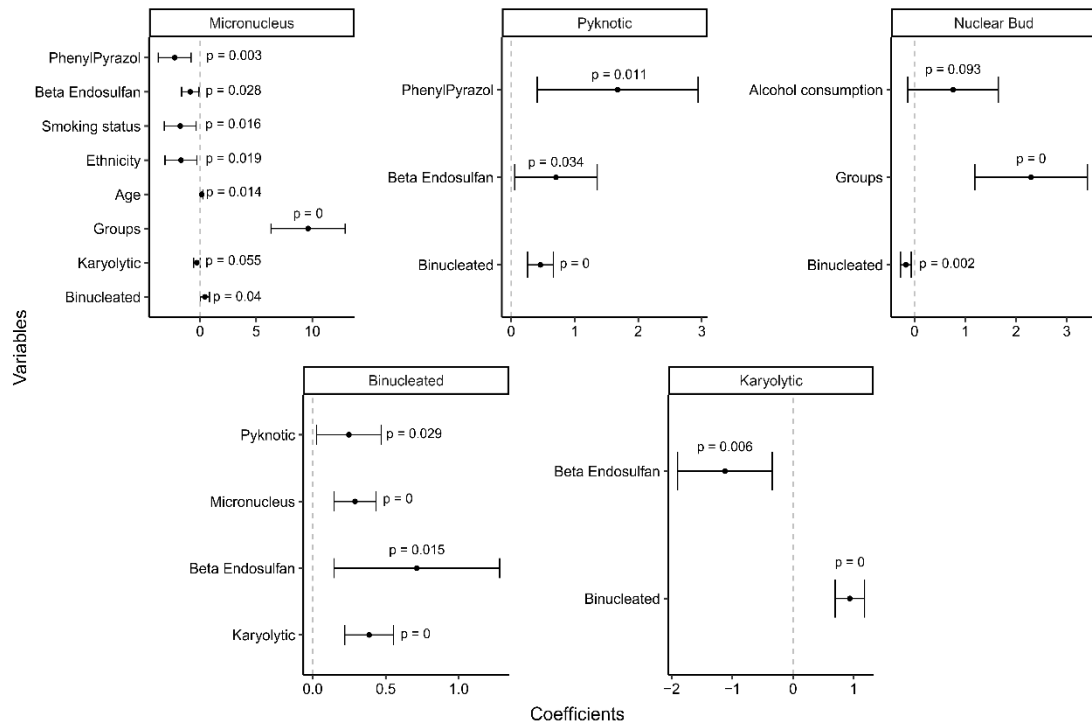 Micronucleus
PhenylPyrazol
p = 0.003
Beta Endosulfan
p = 0.028
Smoking status
p = 0.016
Ethnicity
p = 0.019
Age
p = 0.014
Groups
p = 0
Karyolytic
p = 0.055
Binucleated
p = 0.04
0 5 10
Pyknotic
PhenylPyrazol
p = 0.011
Beta Endosulfan
p = 0.034
Binucleated
p = 0
0 1 2 3
Nuclear Bud
Alcohol consumption
p = 0.093
Groups
p = 0
Binucleated
p = 0.002
0 1 2 3
Variables
Binucleated
Pyknotic
p = 0.029
Micronucleus
p = 0
Beta Endosulfan
p = 0.015
Karyolytic
p = 0
0.0 0.5 1.0
Karyolytic
Beta Endosulfan
p = 0.006
Binucleated
p = 0
−2 −1 0 1
Coefficients